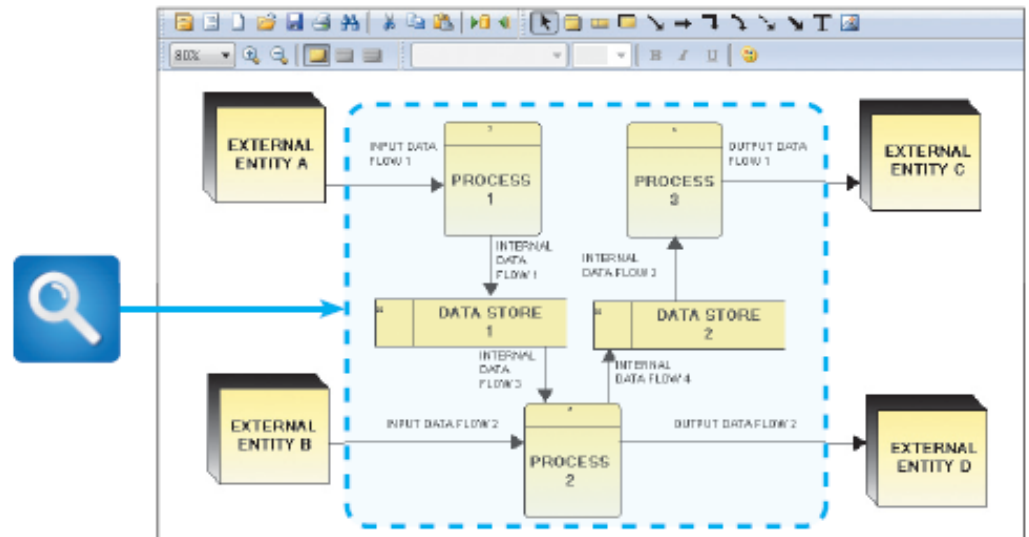 80%
B I U
EXTERNAL
ENTITY A
INPUT DATA
FLOW 1
PROCESS
1
PROCESS
3
OUTPUT DATA
FLOW 1
EXTERNAL
ENTITY C
INTERNAL
DATA
FLOW 1
INTERNAL
DATA FLOW 2
DATA STORE
1
DATA STORE
2
INTERNAL
DATA
FLOW 3
INTERNAL
DATA FLOW 4
EXTERNAL
ENTITY B
INPUT DATA FLOW 2
PROCESS
2
OUTPUT DATA FLOW 2
EXTERNAL
ENTITY D